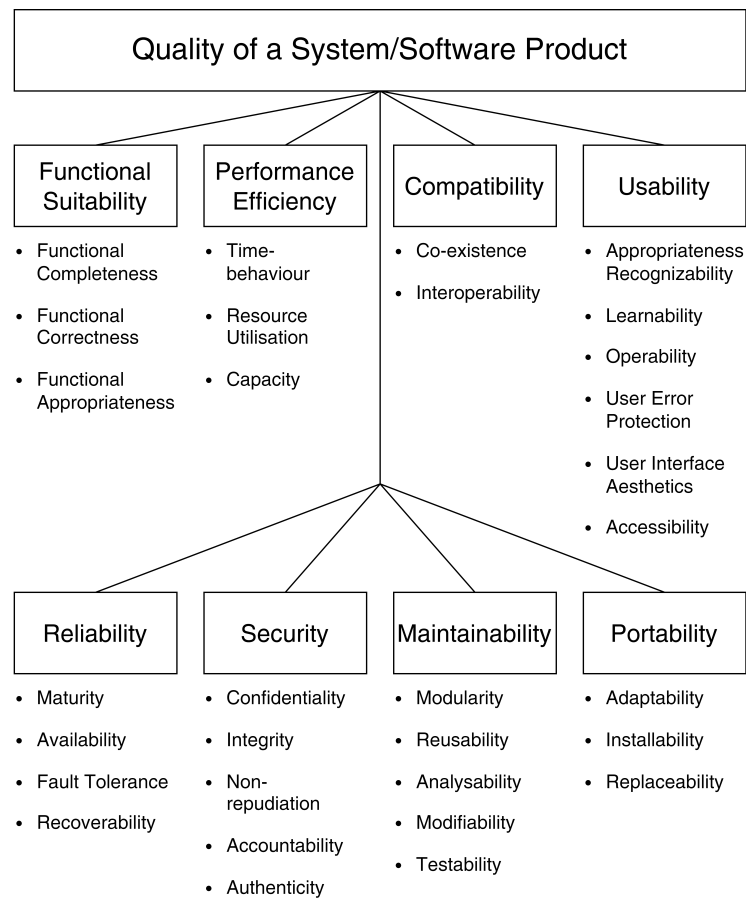 Quality of a System/Software Product
Functional
Suitability
• Functional
Completeness
• Functional
Correctness
• Functional
Appropriateness
Performance
Efficiency
• Time-
behaviour
• Resource
Utilisation
• Capacity
Compatibility
• Co-existence
• Interoperability
Usability
• Appropriateness
Recognizability
• Learnability
• Operability
• User Error
Protection
• User Interface
Aesthetics
• Accessibility
Reliability
• Maturity
• Availability
• Fault Tolerance
• Recoverability
Security
• Confidentiality
• Integrity
• Non-
repudiation
• Accountability
• Authenticity
Maintainability
• Modularity
• Reusability
• Analysability
• Modifiability
• Testability
Portability
• Adaptability
• Installability
• Replaceability